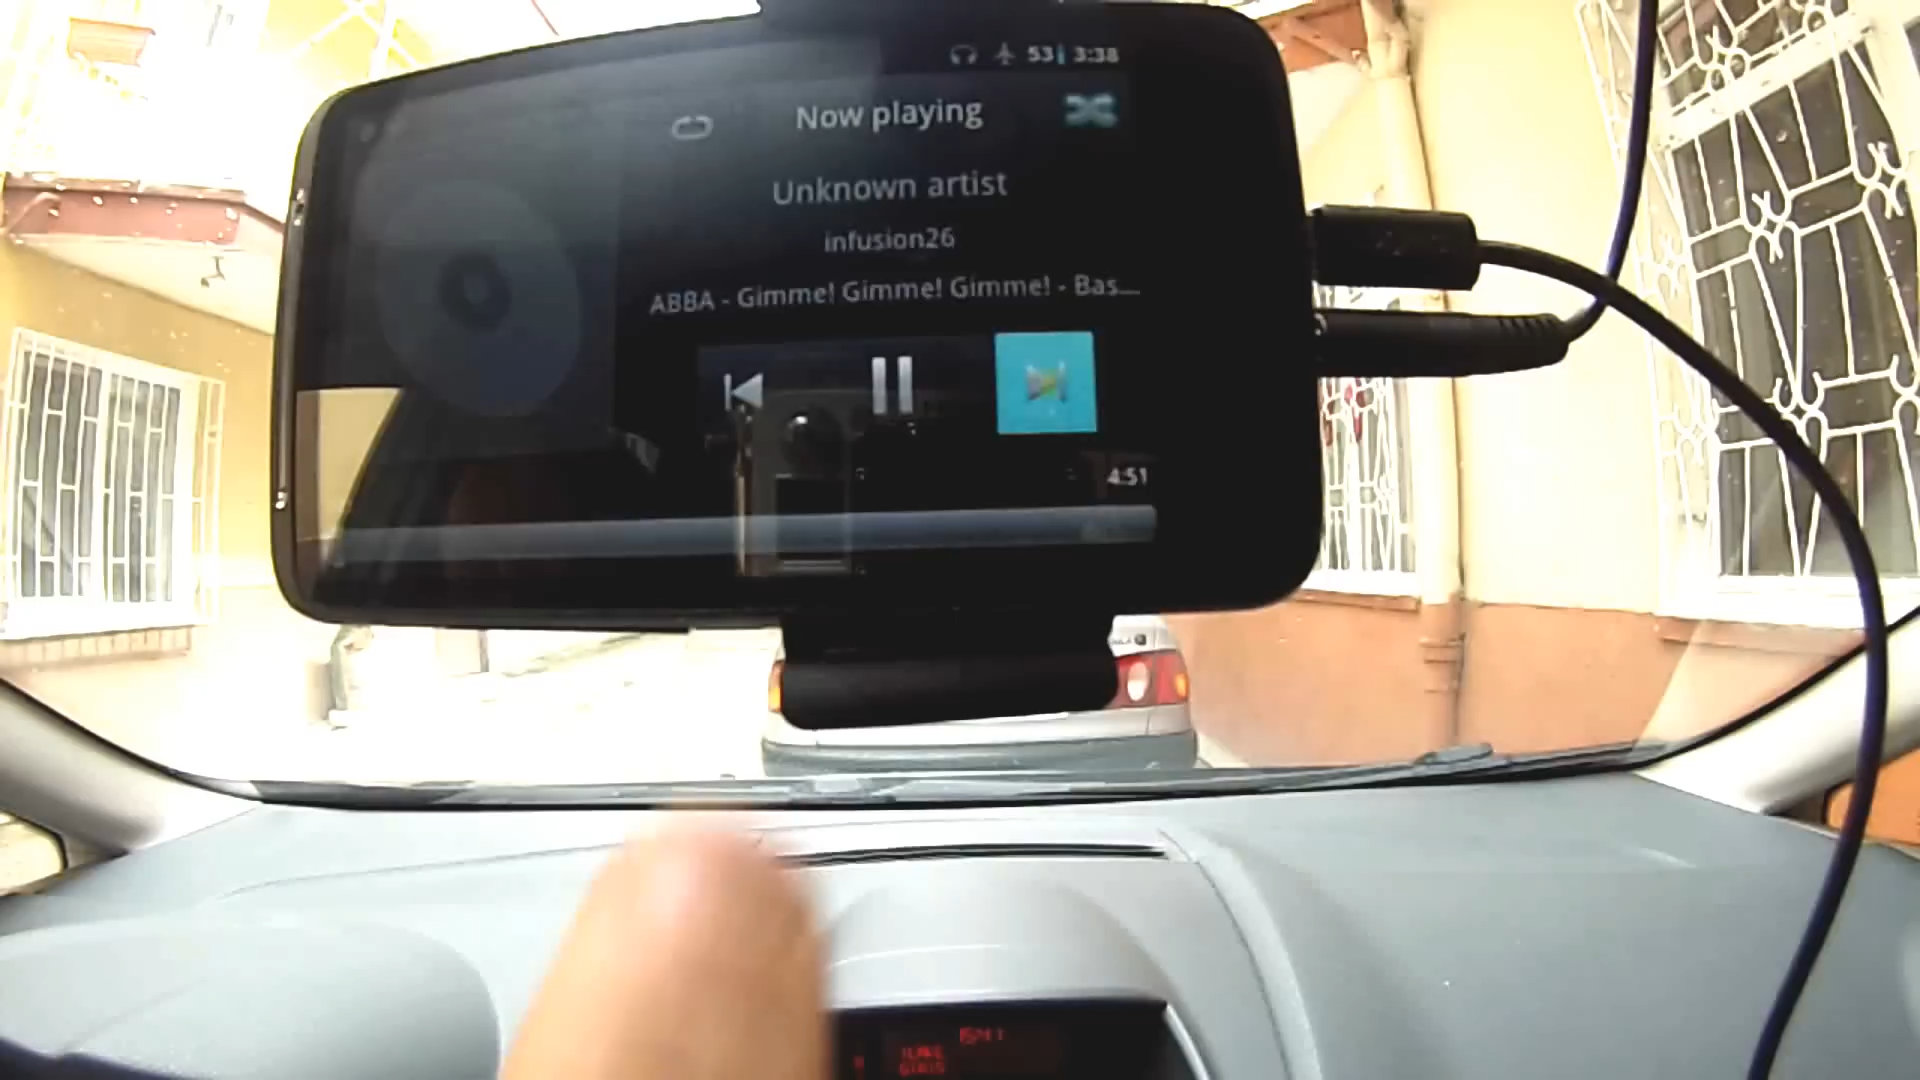 53 3:38
Now playing
Unknown artist
infusion26
ABBA - Gimme! Gimme! Gimme! - Bas...
4:51